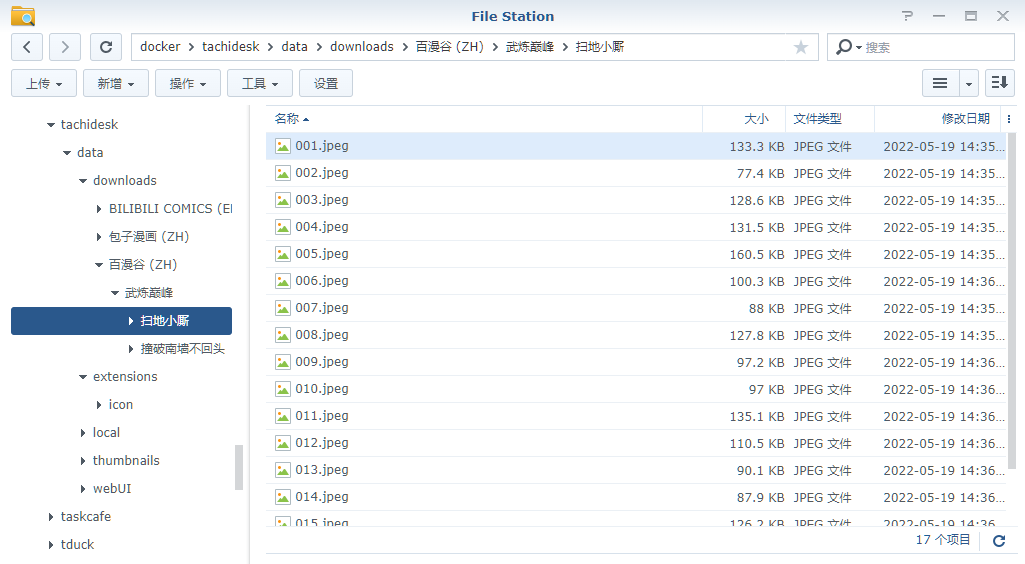 File Station
docker > tachidesk > data > downloads > 百漫谷 (ZH) > 武炼巅峰 > 扫地小厮
搜索
上传 新增 操作 工具 设置
tachidesk
data
downloads
BILIBILI COMICS (E
包子漫画 (ZH)
百漫谷 (ZH)
武炼巅峰
扫地小厮
撞破南墙不回头
extensions
icon
local
thumbnails
webUI
taskcafe
tduck
名称 大小 文件类型 修改日期
001.jpeg 133.3 KB JPEG 文件 2022-05-19 14:35...
002.jpeg 77.4 KB JPEG 文件 2022-05-19 14:35...
003.jpeg 128.6 KB JPEG 文件 2022-05-19 14:35...
004.jpeg 131.5 KB JPEG 文件 2022-05-19 14:35...
005.jpeg 160.5 KB JPEG 文件 2022-05-19 14:35...
006.jpeg 100.3 KB JPEG 文件 2022-05-19 14:36...
007.jpeg 88 KB JPEG 文件 2022-05-19 14:35...
008.jpeg 127.8 KB JPEG 文件 2022-05-19 14:35...
009.jpeg 97.2 KB JPEG 文件 2022-05-19 14:36...
010.jpeg 97 KB JPEG 文件 2022-05-19 14:36...
011.jpeg 135.1 KB JPEG 文件 2022-05-19 14:36...
012.jpeg 110.5 KB JPEG 文件 2022-05-19 14:36...
013.jpeg 90.1 KB JPEG 文件 2022-05-19 14:36...
014.jpeg 87.9 KB JPEG 文件 2022-05-19 14:36...
015.jpeg 126.2 KB JPEG 文件 2022-05-19 14:36...
17 个项目